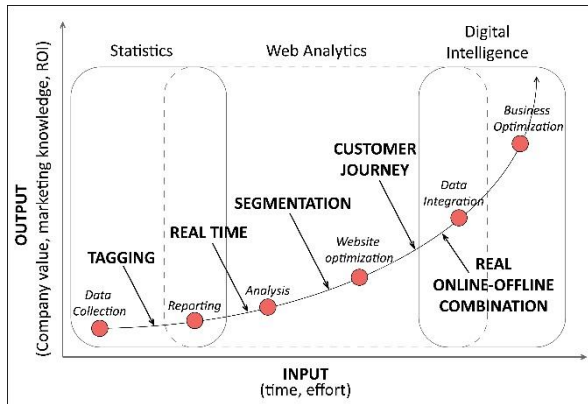 Statistics
Web Analytics
Digital
Intelligence
Business
Optimization
CUSTOMER
JOURNEY
Data
Integration
SEGMENTATION
Website
optimization
REAL TIME
REAL
ONLINE-OFFLINE
COMBINATION
TAGGING
Analysis
Data
Collection
Reporting
OUTPUT
(Company value, marketing knowledge, ROI)
INPUT
(time, effort)